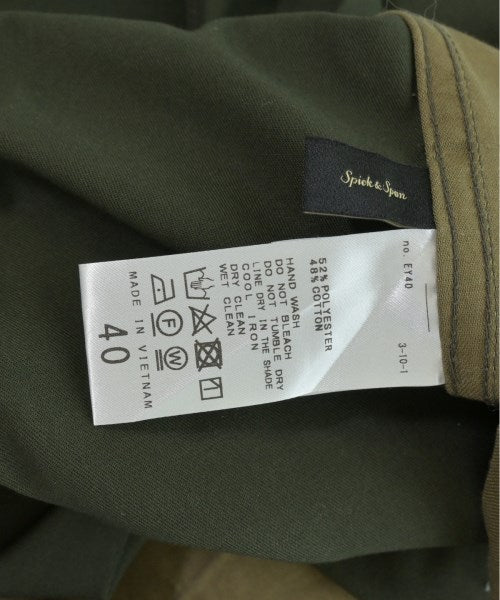 Spick & Span
no. EY40
3-10-1
52% POLYESTER
48% COTTON
HAND WASH
DO NOT BLEACH
DO NOT TUMBLE DRY
LINE DRY IN THE SHADE
COOL IRON
DRY CLEAN
WET CLEAN
F
W
MADE IN VIETNAM
40